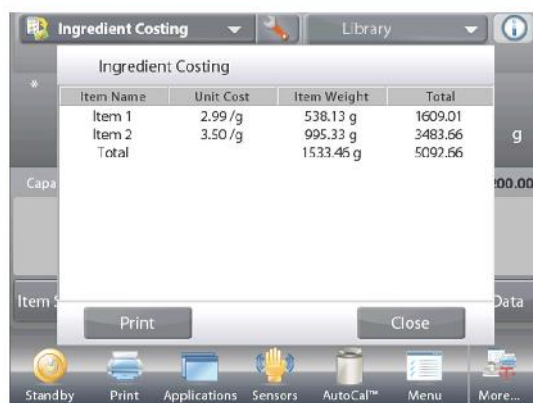 Ingredient Costing Library
Ingredient Costing
*
Item Name Unit Cost Item Weight Total
Item 1 2.99 /g 538.13 g 1609.01
Item 2 3.50 /g 995.33 g 3483.66
Total 1533.46 g 5092.66
g
Capa 200.00
Item S Data
Print Close
Standby Print Applications Sensors AutoCal™ Menu More...